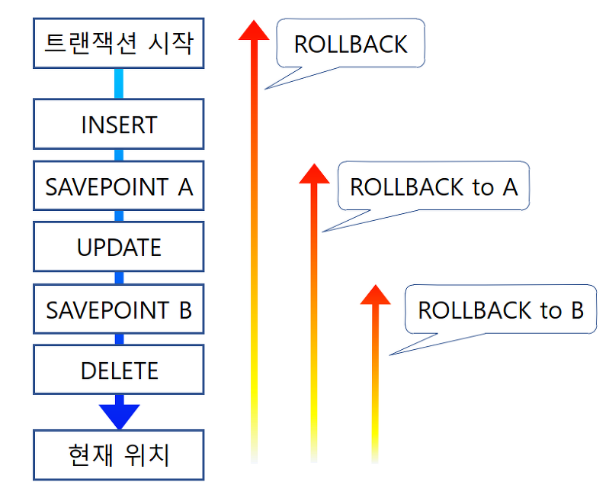 트랜잭션 시작
INSERT
SAVEPOINT A
UPDATE
SAVEPOINT B
DELETE
현재 위치
ROLLBACK
ROLLBACK to A
ROLLBACK to B